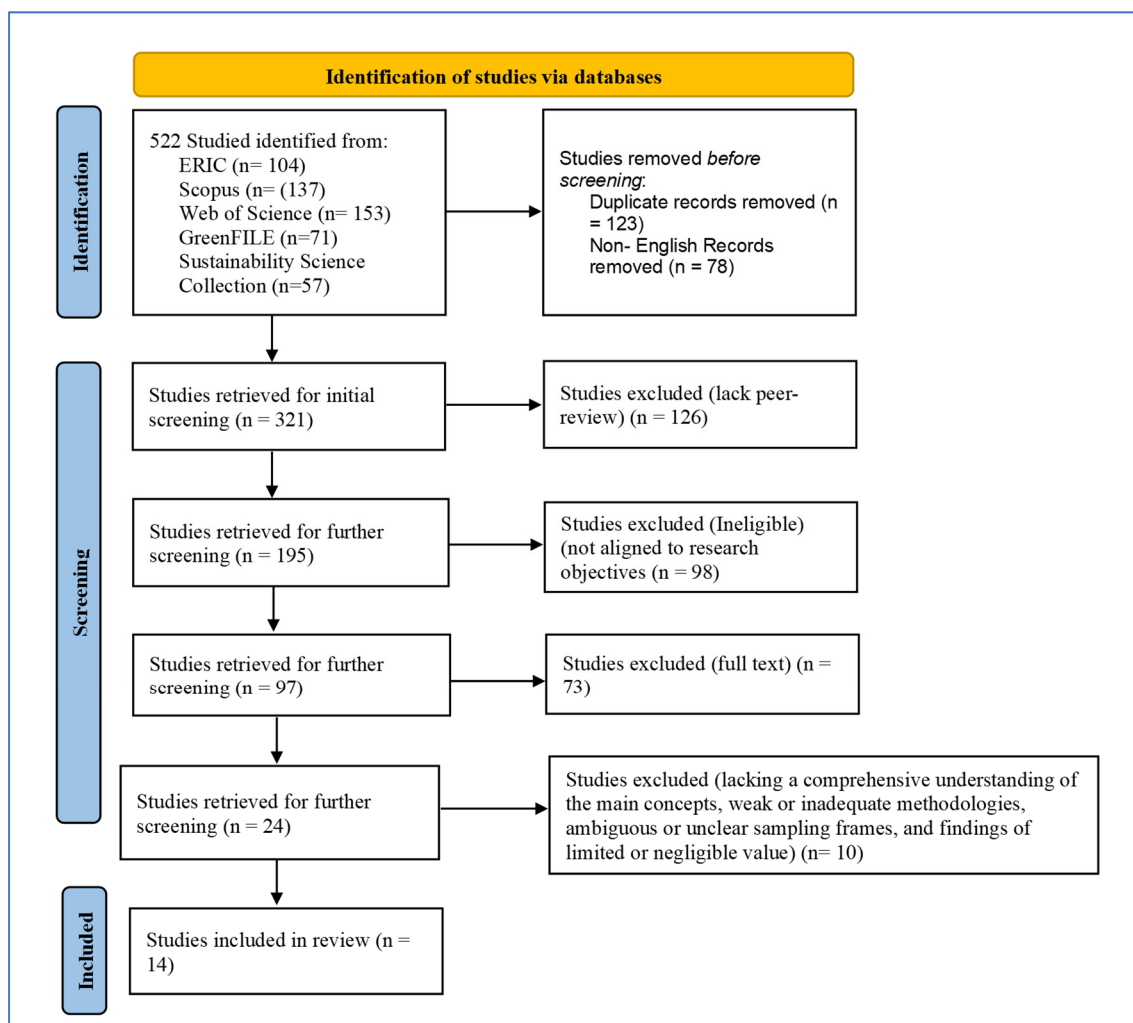 Identification of studies via databases
Identification
522 Studied identified from:
ERIC (n= 104)
Scopus (n= (137)
Web of Science (n= 153)
GreenFILE (n=71)
Sustainability Science
Collection (n=57)
Studies removed before
screening:
Duplicate records removed (n
= 123)
Non- English Records
removed (n = 78)
Screening
Studies retrieved for initial
screening (n = 321)
Studies excluded (lack peer-
review) (n = 126)
Studies retrieved for further
screening (n = 195)
Studies excluded (Ineligible)
(not aligned to research
objectives (n = 98)
Studies retrieved for further
screening (n = 97)
Studies excluded (full text) (n =
73)
Studies retrieved for further
screening (n = 24)
Studies excluded (lacking a comprehensive understanding of
the main concepts, weak or inadequate methodologies,
ambiguous or unclear sampling frames, and findings of
limited or negligible value) (n= 10)
Included
Studies included in review (n =
14)